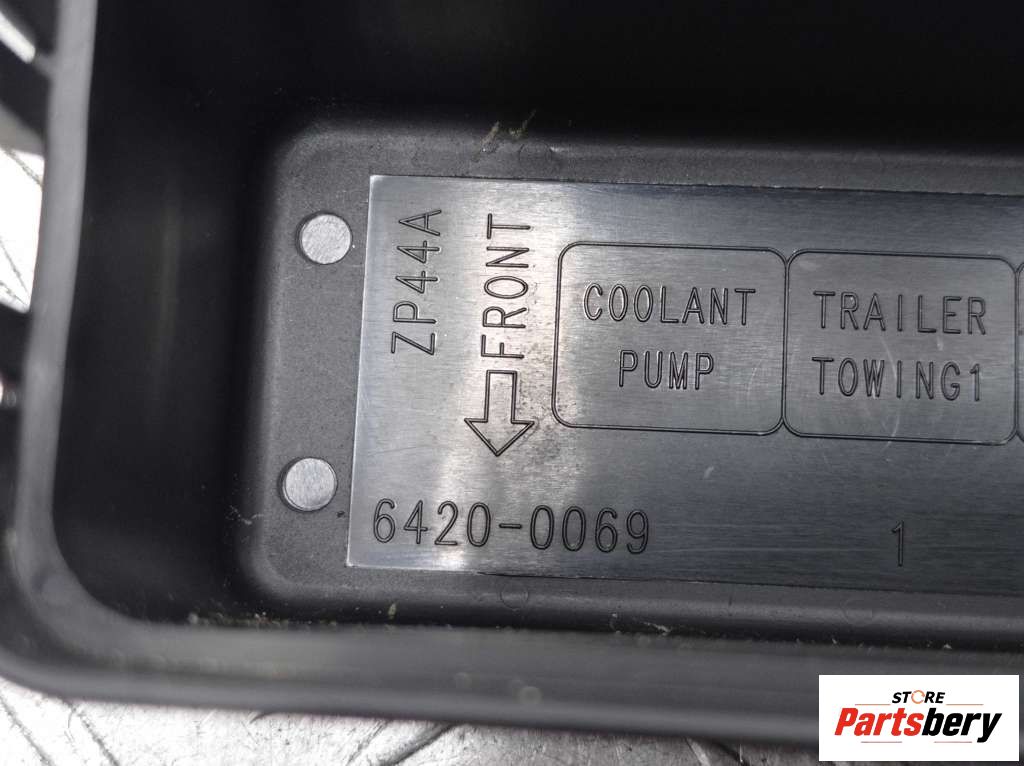 ZP44A
FRONT
COOLANT
PUMP
TRAILER
TOWING1
6420-0069
1
STORE
Partsbery